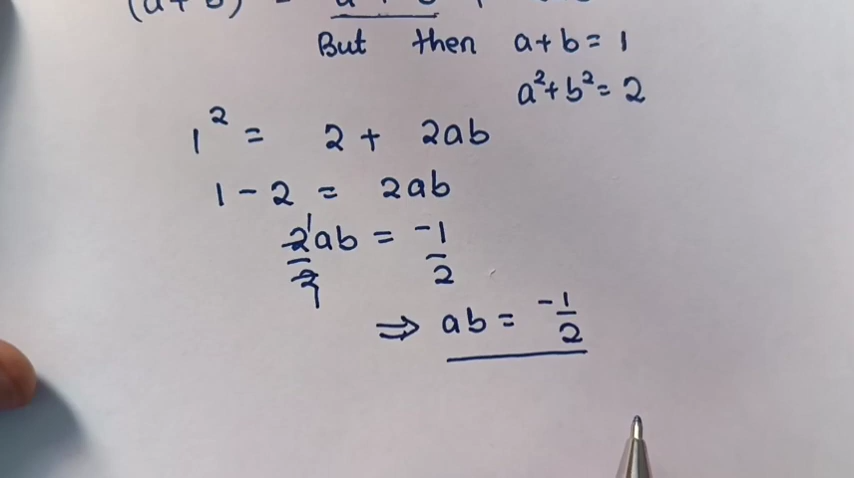 But then a+b = 1
a²+b² = 2
1² = 2 + 2ab
1 - 2 = 2ab
2ab/2 = -1/2
⇒ ab = -1/2